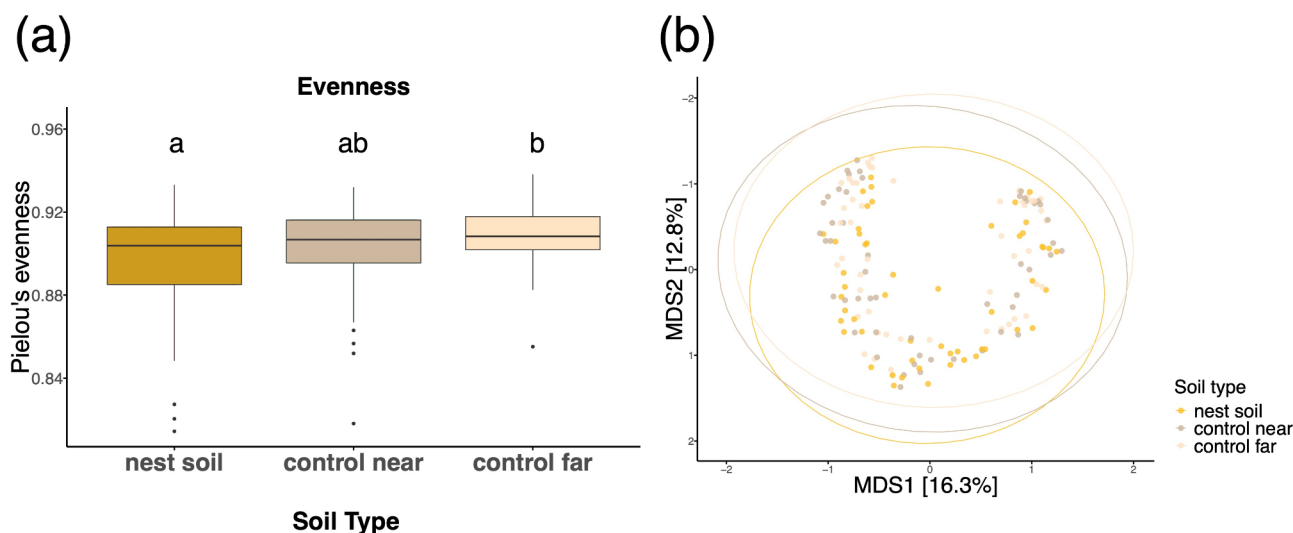 (a)
Evenness
Pielou's evenness
0.96
0.92
0.88
0.84
a
ab
b
nest soil
control near
control far
Soil Type
(b)
MDS2 [12.8%]
−2
−1
0
1
2
−2
−1
0
1
2
MDS1 [16.3%]
Soil type
nest soil
control near
control far